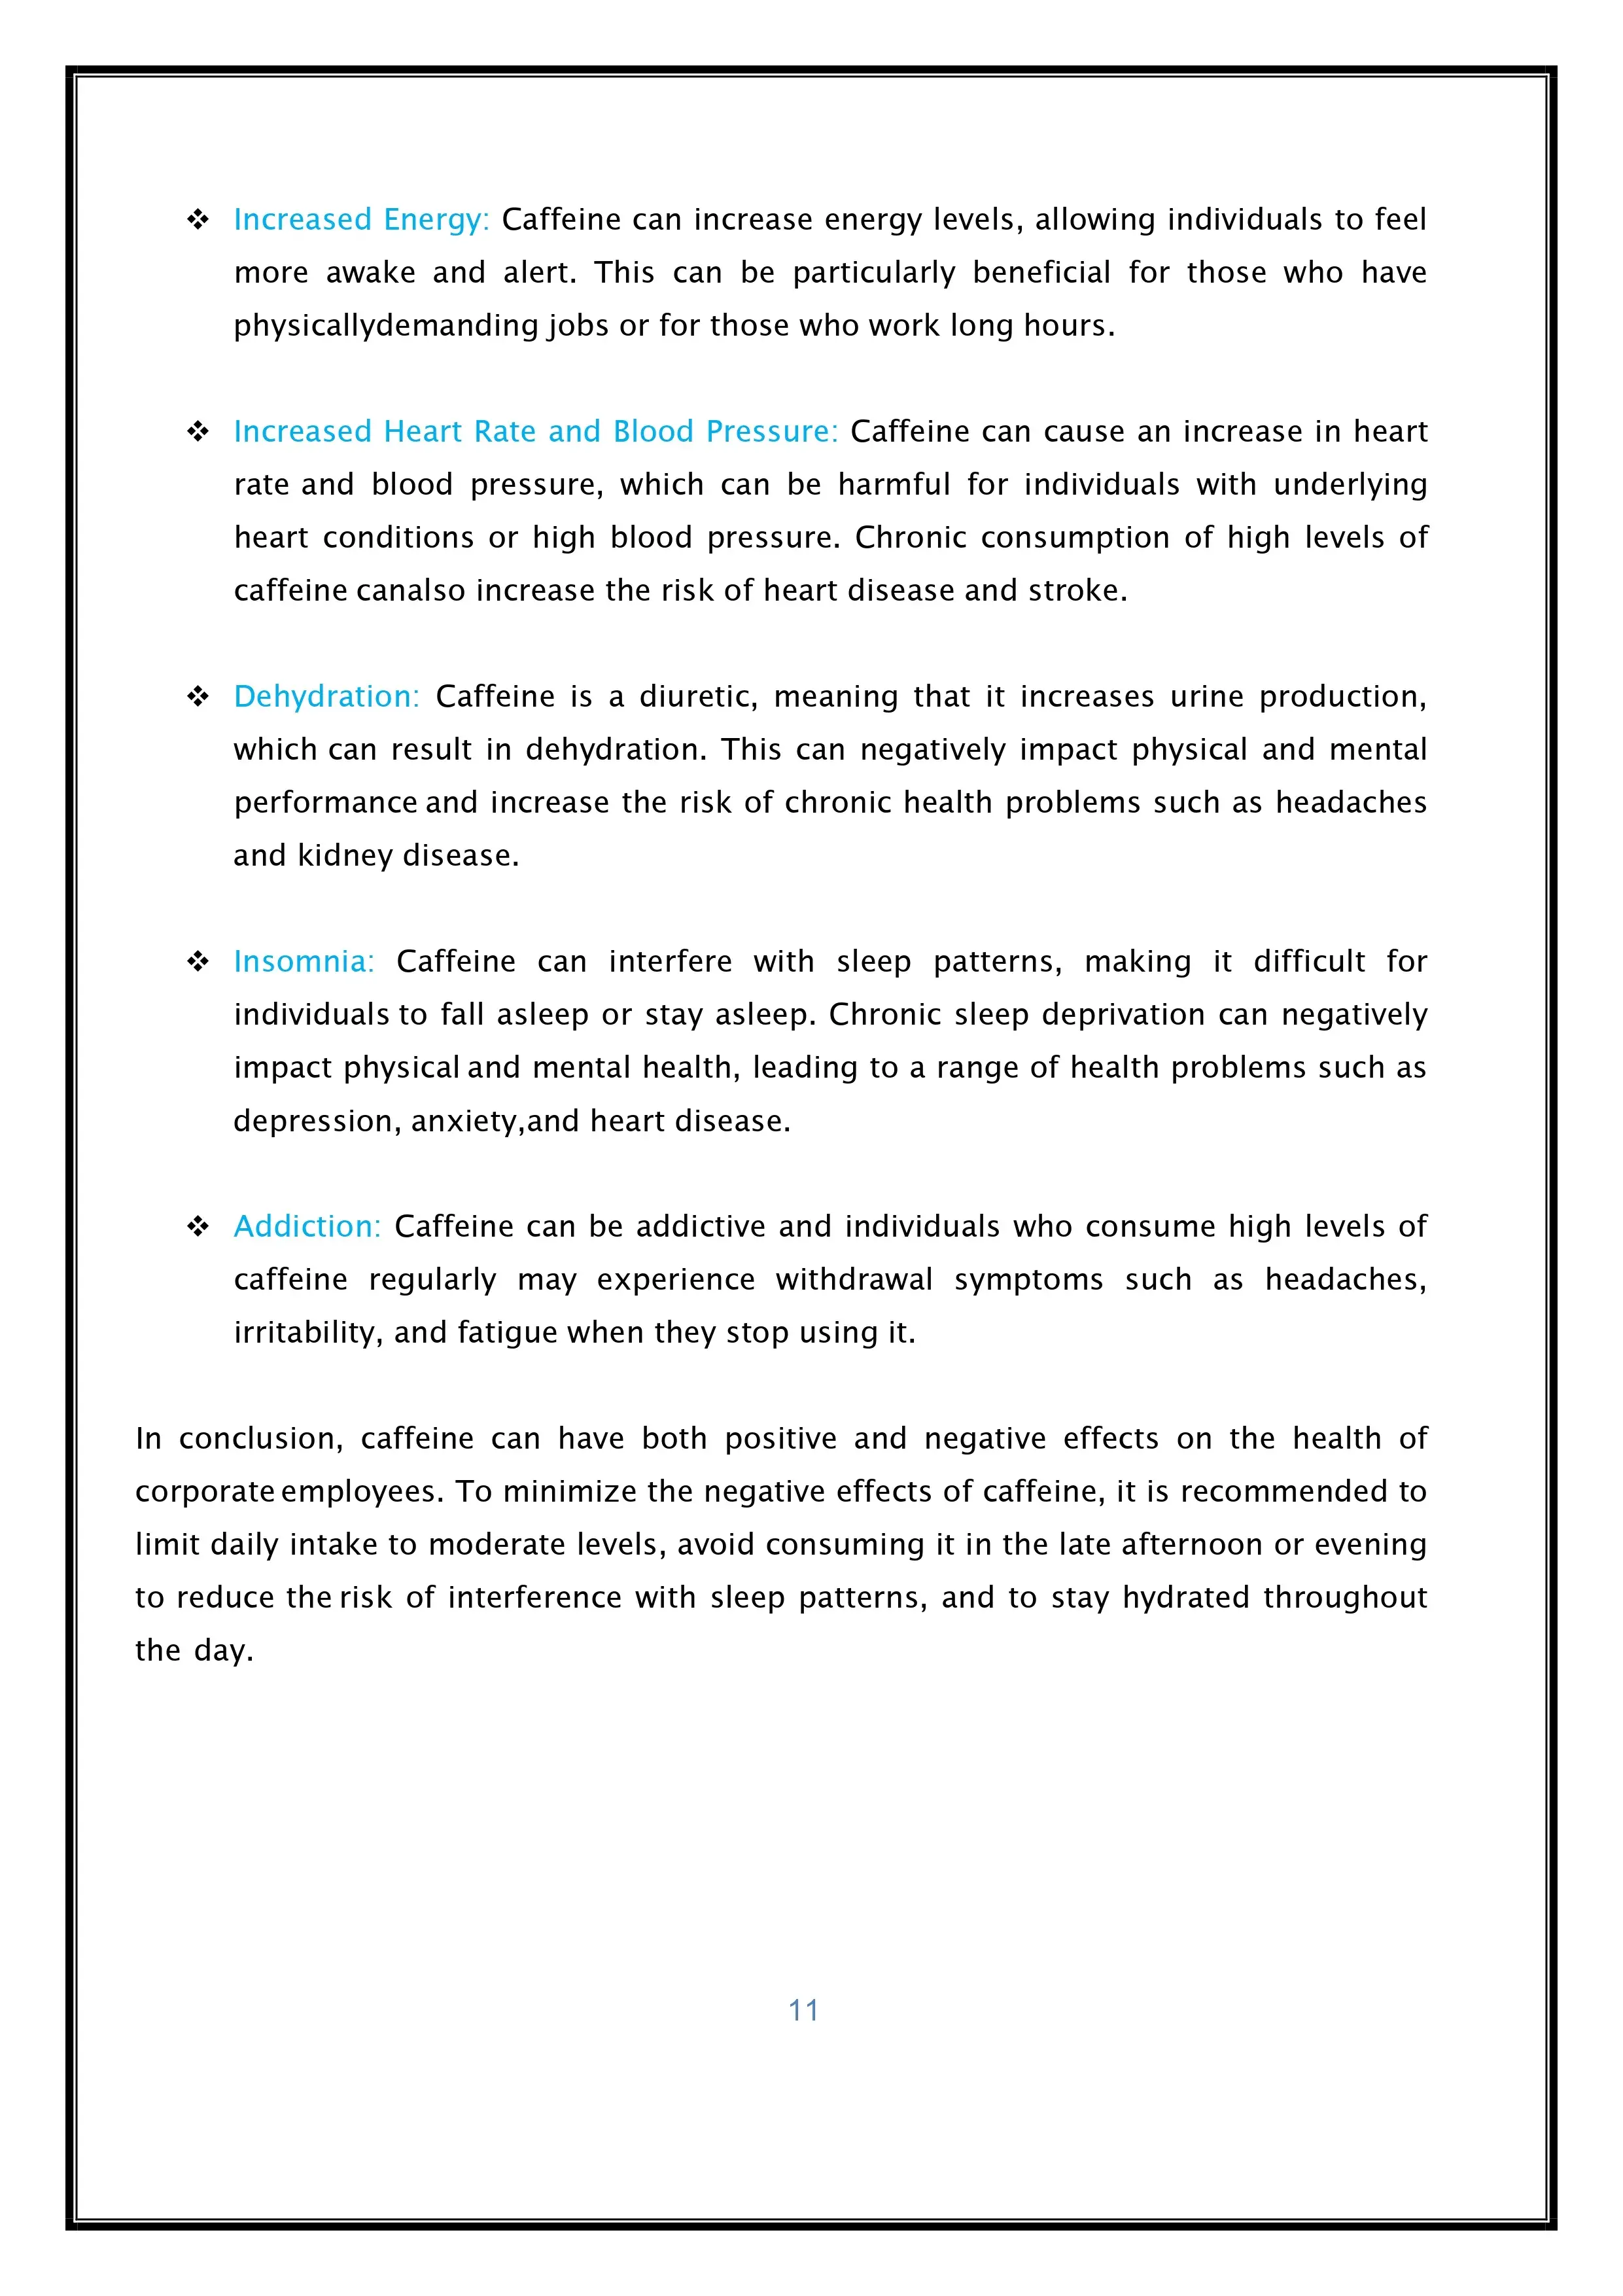 ❖ Increased Energy: Caffeine can increase energy levels, allowing individuals to feel
more awake and alert. This can be particularly beneficial for those who have
physicallydemanding jobs or for those who work long hours.
❖ Increased Heart Rate and Blood Pressure: Caffeine can cause an increase in heart
rate and blood pressure, which can be harmful for individuals with underlying
heart conditions or high blood pressure. Chronic consumption of high levels of
caffeine canalso increase the risk of heart disease and stroke.
❖ Dehydration: Caffeine is a diuretic, meaning that it increases urine production,
which can result in dehydration. This can negatively impact physical and mental
performance and increase the risk of chronic health problems such as headaches
and kidney disease.
❖ Insomnia: Caffeine can interfere with sleep patterns, making it difficult for
individuals to fall asleep or stay asleep. Chronic sleep deprivation can negatively
impact physical and mental health, leading to a range of health problems such as
depression, anxiety,and heart disease.
❖ Addiction: Caffeine can be addictive and individuals who consume high levels of
caffeine regularly may experience withdrawal symptoms such as headaches,
irritability, and fatigue when they stop using it.
In conclusion, caffeine can have both positive and negative effects on the health of
corporate employees. To minimize the negative effects of caffeine, it is recommended to
limit daily intake to moderate levels, avoid consuming it in the late afternoon or evening
to reduce the risk of interference with sleep patterns, and to stay hydrated throughout
the day.
11